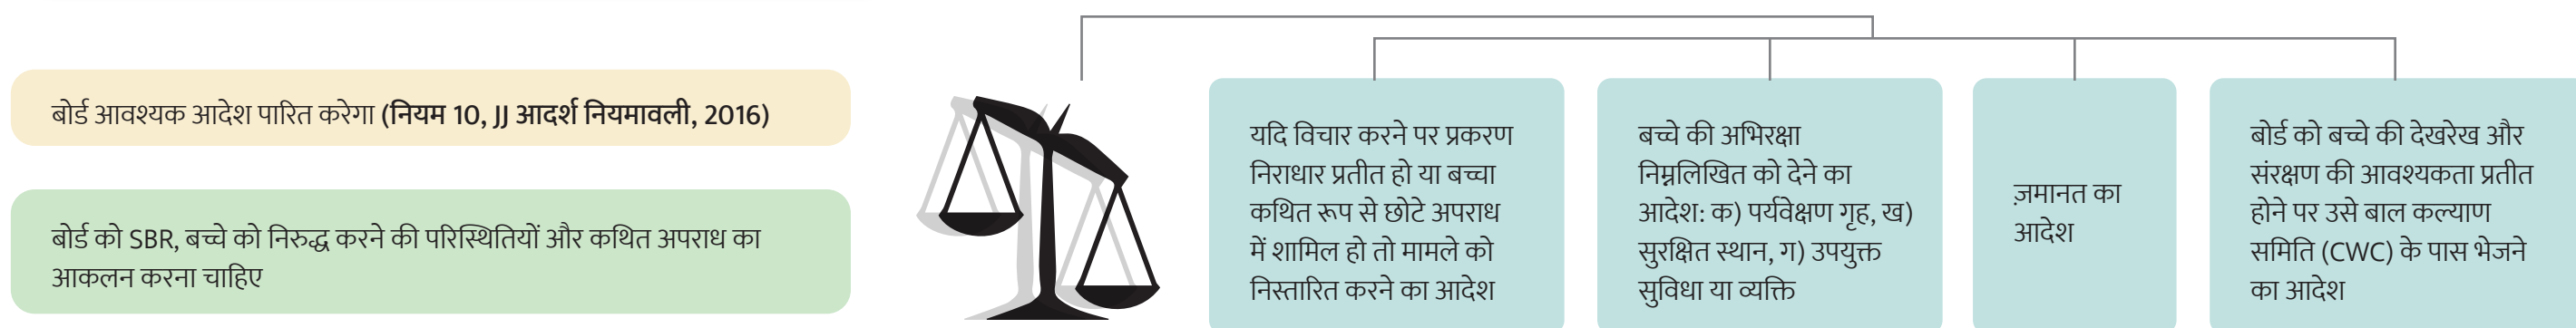 बोर्ड आवश्यक आदेश पारित करेगा (नियम 10, JJ आदर्श नियमावली, 2016)
बोर्ड को SBR, बच्चे को निरुद्ध करने की परिस्थितियों और कथित अपराध का
आकलन करना चाहिए
यदि विचार करने पर प्रकरण
निराधार प्रतीत हो या बच्चा
कथित रूप से छोटे अपराध
में शामिल हो तो मामले को
निस्तारित करने का आदेश
बच्चे की अभिरक्षा
निम्नलिखित को देने का
आदेश: क) पर्यवेक्षण गृह, ख)
सुरक्षित स्थान, ग) उपयुक्त
सुविधा या व्यक्ति
ज़मानत का
आदेश
बोर्ड को बच्चे की देखरेख और
संरक्षण की आवश्यकता प्रतीत
होने पर उसे बाल कल्याण
समिति (CWC) के पास भेजने
का आदेश